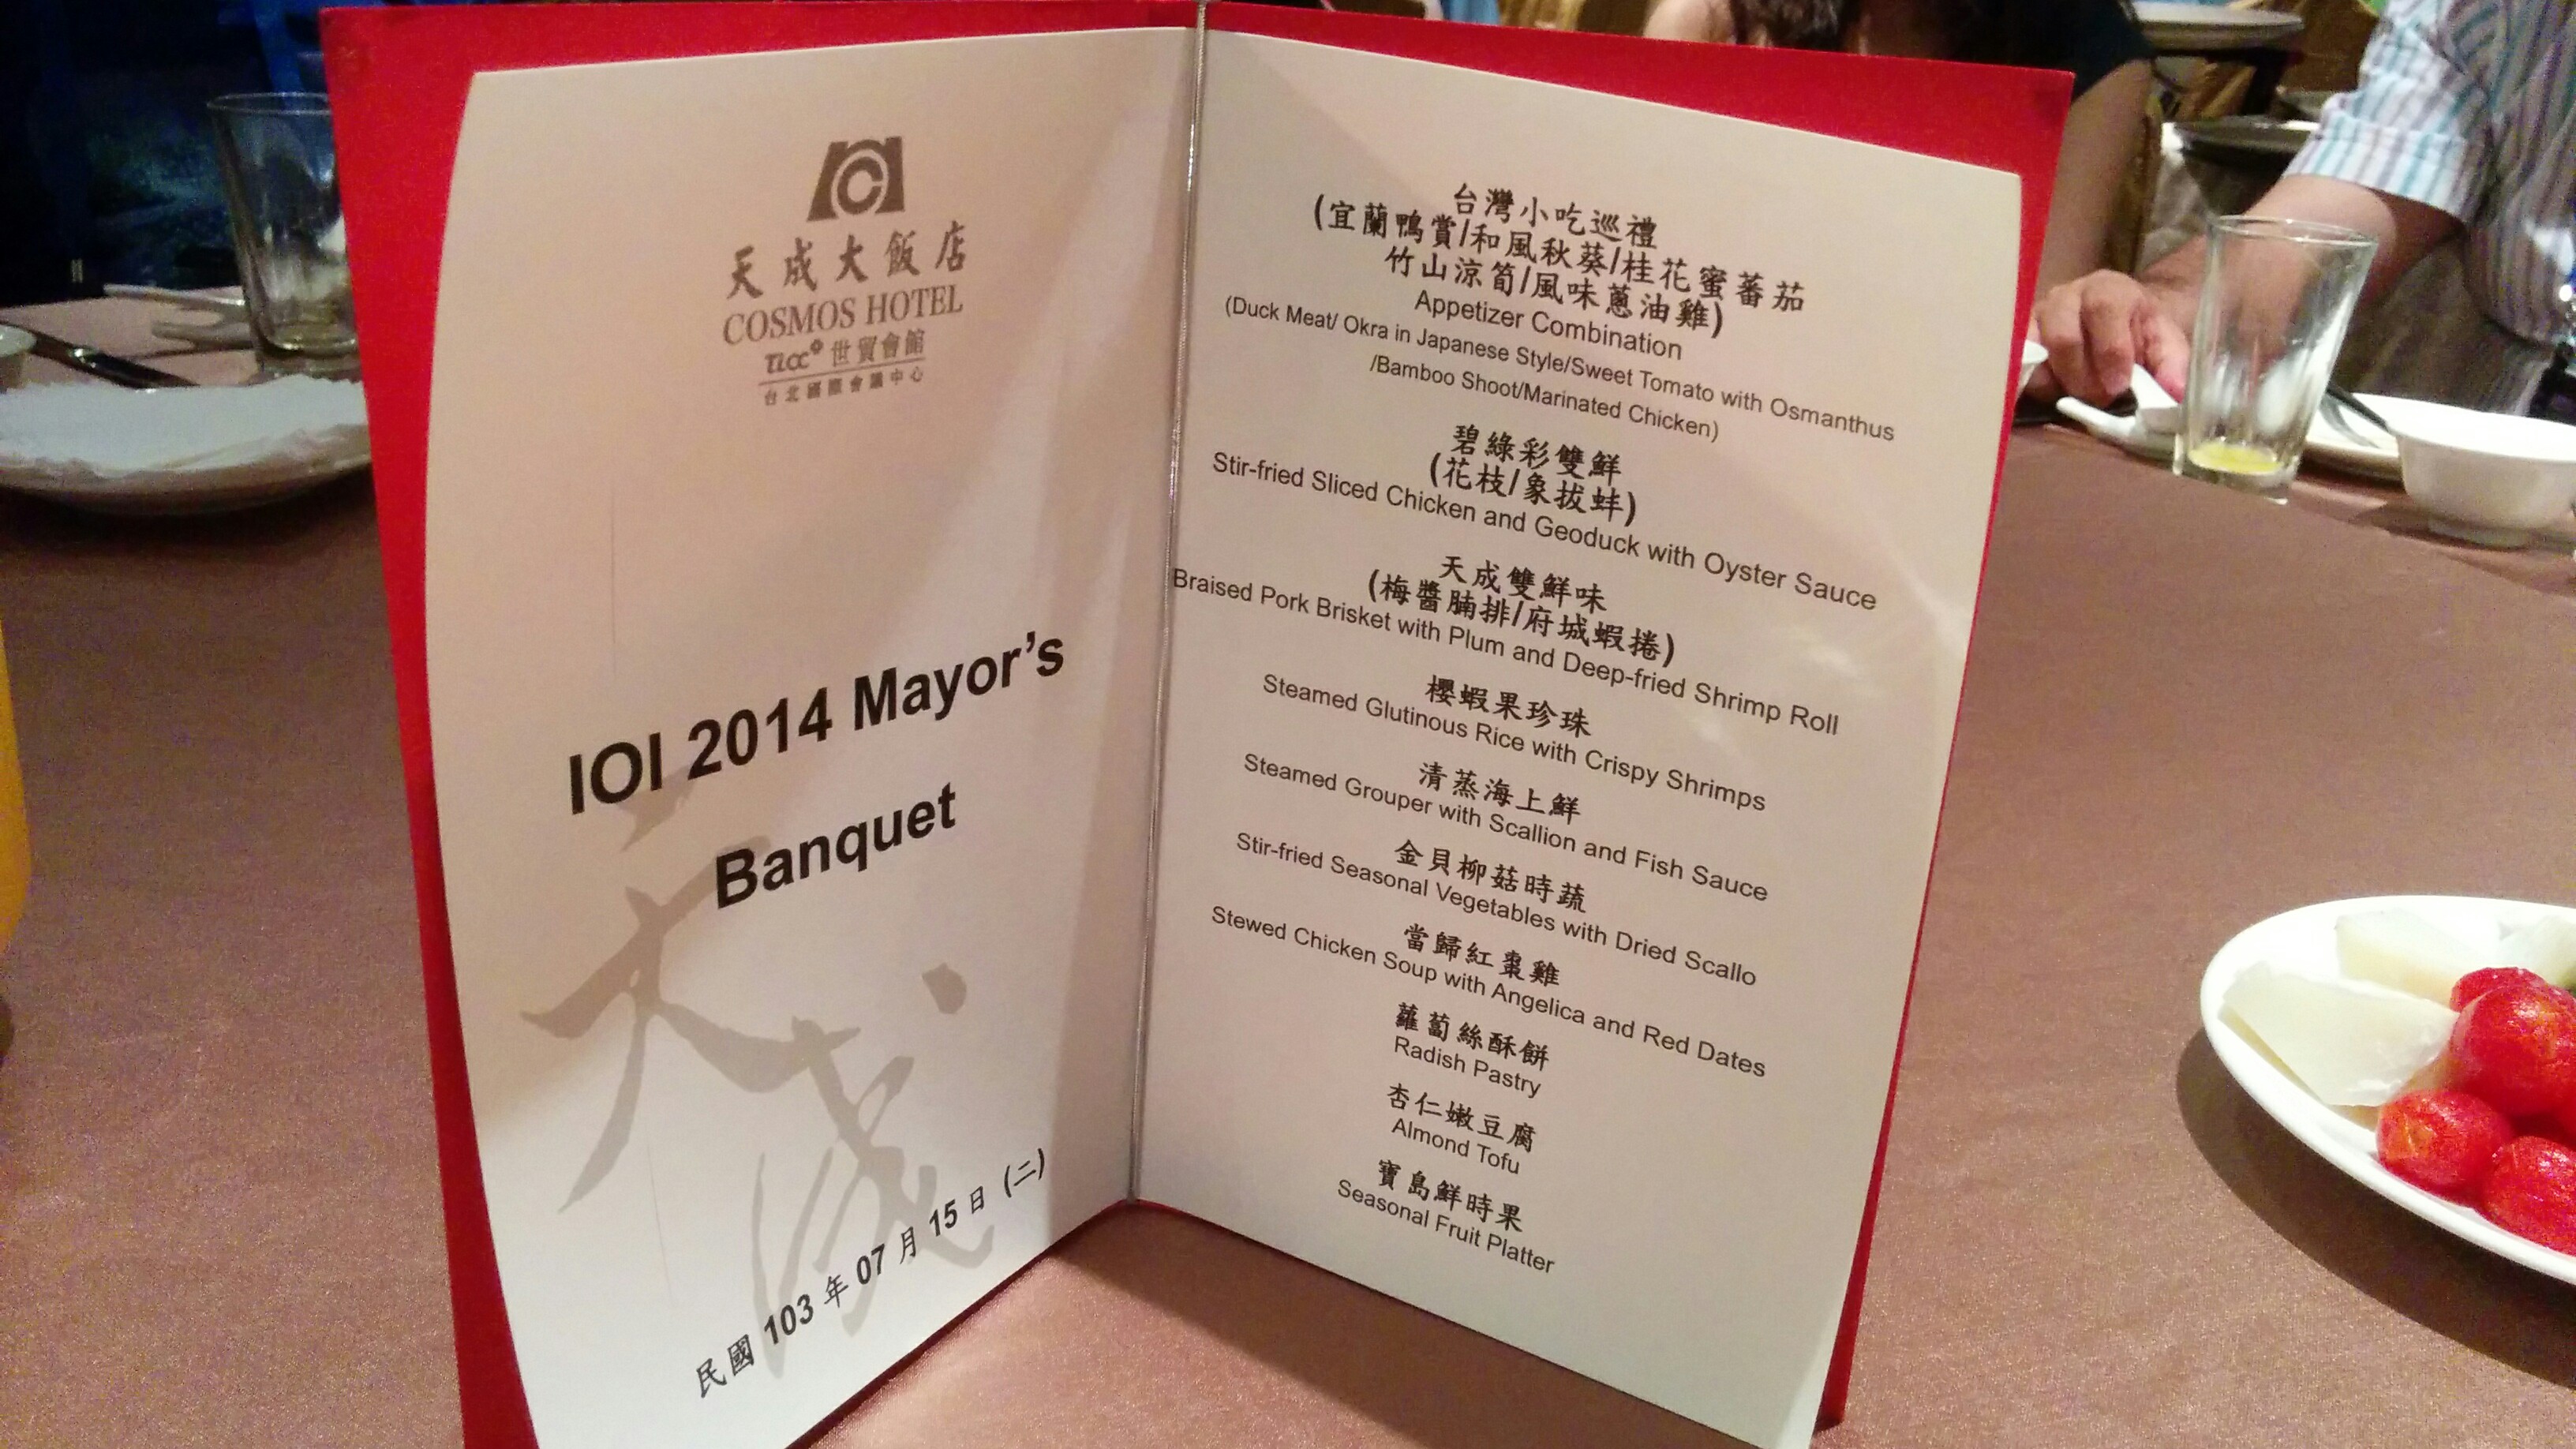 天成大飯店
COSMOS HOTEL
TICC 世貿會館
台北國際會議中心
IOI 2014 Mayor's
Banquet
天成
民國 103 年 07 月 15 日 (二)
台灣小吃巡禮
(宜蘭鴨賞/和風秋葵/桂花蜜蕃茄
竹山涼筍/風味蔥油雞)
Appetizer Combination
(Duck Meat/ Okra in Japanese Style/Sweet Tomato with Osmanthus
/Bamboo Shoot/Marinated Chicken)
碧綠彩雙鮮
(花枝/象拔蚌)
Stir-fried Sliced Chicken and Geoduck with Oyster Sauce
天成雙鮮味
(梅醬腩排/府城蝦捲)
Braised Pork Brisket with Plum and Deep-fried Shrimp Roll
櫻蝦果珍珠
Steamed Glutinous Rice with Crispy Shrimps
清蒸海上鮮
Steamed Grouper with Scallion and Fish Sauce
金貝柳菇時蔬
Stir-fried Seasonal Vegetables with Dried Scallo
當歸紅棗雞
Stewed Chicken Soup with Angelica and Red Dates
蘿蔔絲酥餅
Radish Pastry
杏仁嫩豆腐
Almond Tofu
寶島鮮時果
Seasonal Fruit Platter